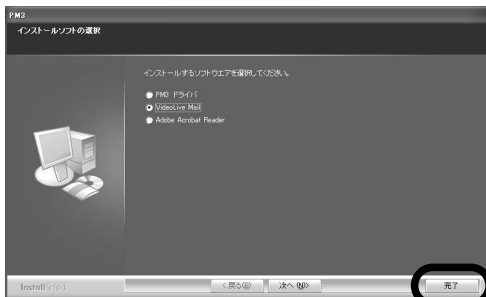 PM3
インストールソフトの選択
インストールするソフトウエアを選択してください。
PM3 ドライバ
VideoLive Mail
Adobe Acrobat Reader
InstallShield
< 戻る(B)
次へ(N)>
完了